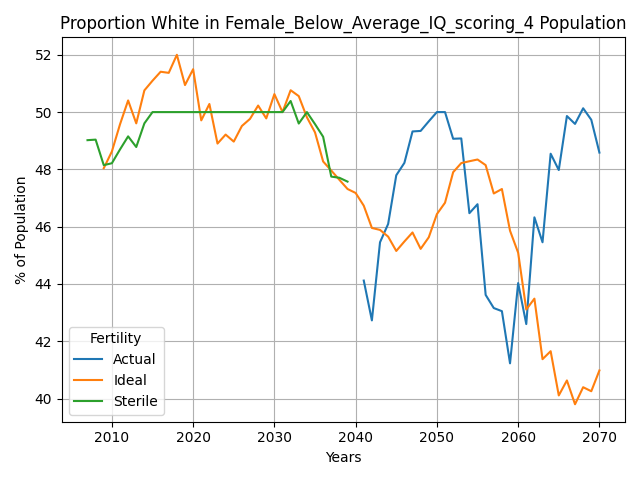 Proportion White in Female_Below_Average_IQ_scoring_4 Population
% of Population
52
50
48
46
44
42
40
Fertility
Actual
Ideal
Sterile
2010 2020 2030 2040 2050 2060 2070
Years